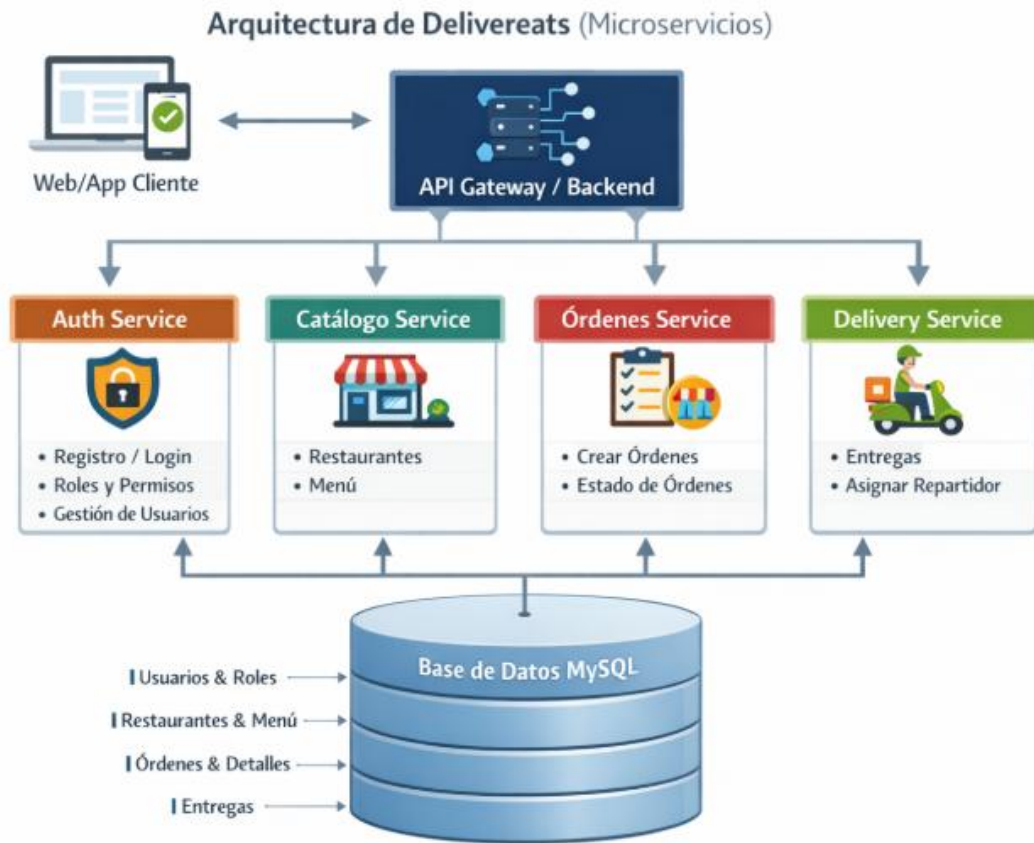 Arquitectura de Delivereats (Microservicios)
Web/App Cliente
API Gateway / Backend
Auth Service
• Registro / Login
• Roles y Permisos
• Gestión de Usuarios
Catálogo Service
• Restaurantes
• Menú
Órdenes Service
• Crear Órdenes
• Estado de Órdenes
Delivery Service
• Entregas
• Asignar Repartidor
Base de Datos MySQL
Usuarios & Roles
Restaurantes & Menú
Órdenes & Detalles
Entregas